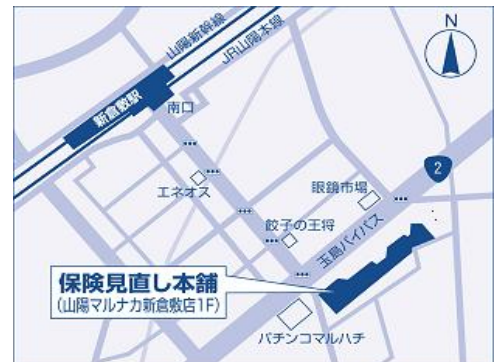 山陽新幹線
JR山陽本線
N
新倉敷駅
南口
エネオス
眼鏡市場
2
餃子の王将
玉島バイパス
保険見直し本舗
(山陽マルナカ新倉敷店1F)
パチンコマルハチ